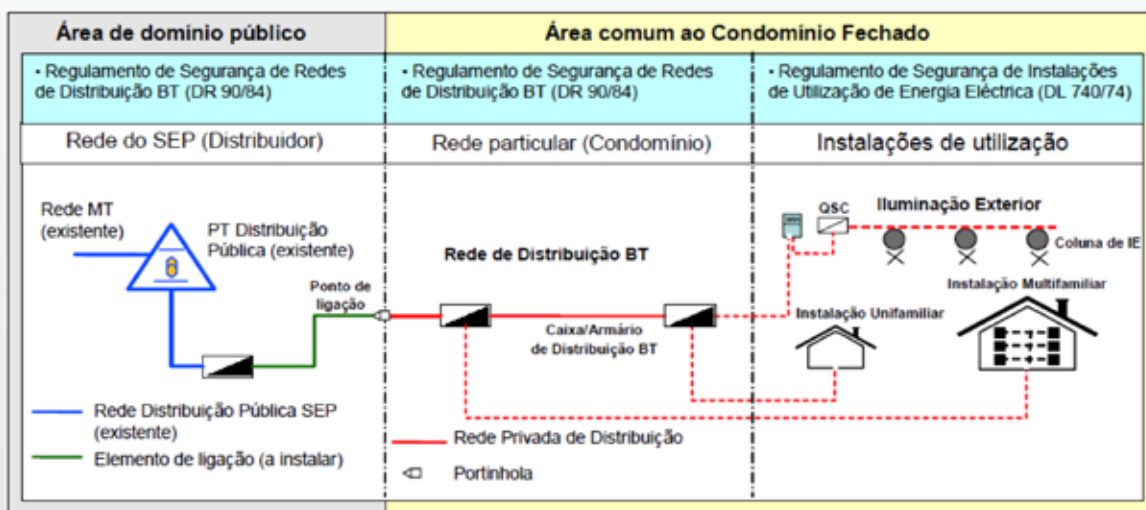 Área de domínio público
Área comum ao Condomínio Fechado
• Regulamento de Segurança de Redes
de Distribuição BT (DR 90/84)
• Regulamento de Segurança de Redes
de Distribuição BT (DR 90/84)
• Regulamento de Segurança de Instalações
de Utilização de Energia Eléctrica (DL 740/74)
Rede do SEP (Distribuidor)
Rede particular (Condomínio)
Instalações de utilização
Rede MT
(existente)
PT Distribuição
Pública (existente)
Ponto de
ligação
Rede Distribuição Pública SEP
(existente)
Elemento de ligação (a instalar)
Rede de Distribuição BT
Caixa/Armário
de Distribuição BT
Rede Privada de Distribuição
Portinhola
QSC
Iluminação Exterior
Coluna de IE
Instalação Multifamiliar
Instalação Unifamiliar